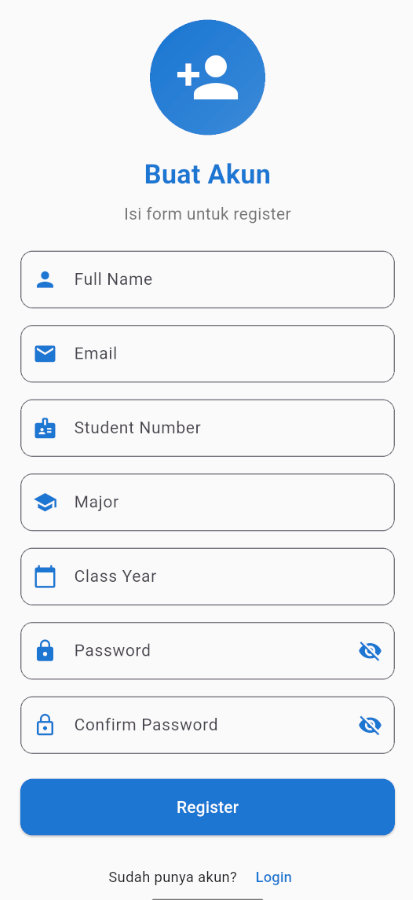 Buat Akun
Isi form untuk register
Full Name
Email
Student Number
Major
Class Year
Password
Confirm Password
Register
Sudah punya akun? Login